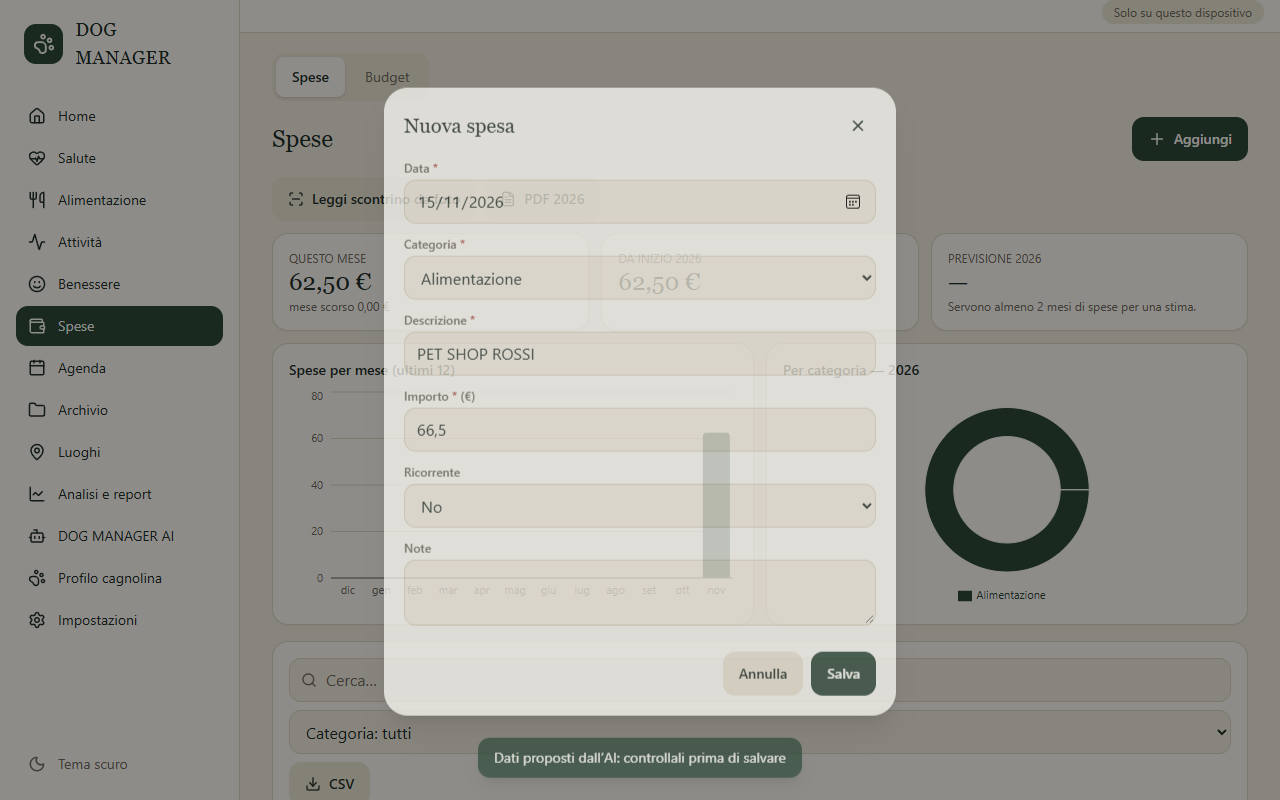 DOG
MANAGER
Home
Salute
Alimentazione
Attività
Benessere
Spese
Agenda
Archivio
Luoghi
Analisi e report
DOG MANAGER AI
Profilo cagnolina
Impostazioni
Tema scuro
Solo su questo dispositivo
Spese
Budget
Spese
Aggiungi
Leggi scontrino da foto
PDF 2026
QUESTO MESE
62,50 €
mese scorso 0,00 €
DA INIZIO 2026
62,50 €
PREVISIONE 2026
—
Servono almeno 2 mesi di spese per una stima.
Spese per mese (ultimi 12)
80
60
40
20
0
dic gen feb mar apr mag giu lug ago set ott nov
Per categoria — 2026
Alimentazione
Cerca...
Categoria: tutti
CSV
Nuova spesa
Data *
15/11/2026
Categoria *
Alimentazione
Descrizione *
PET SHOP ROSSI
Importo * (€)
66,5
Ricorrente
No
Note
Annulla
Salva
Dati proposti dall'AI: controllali prima di salvare